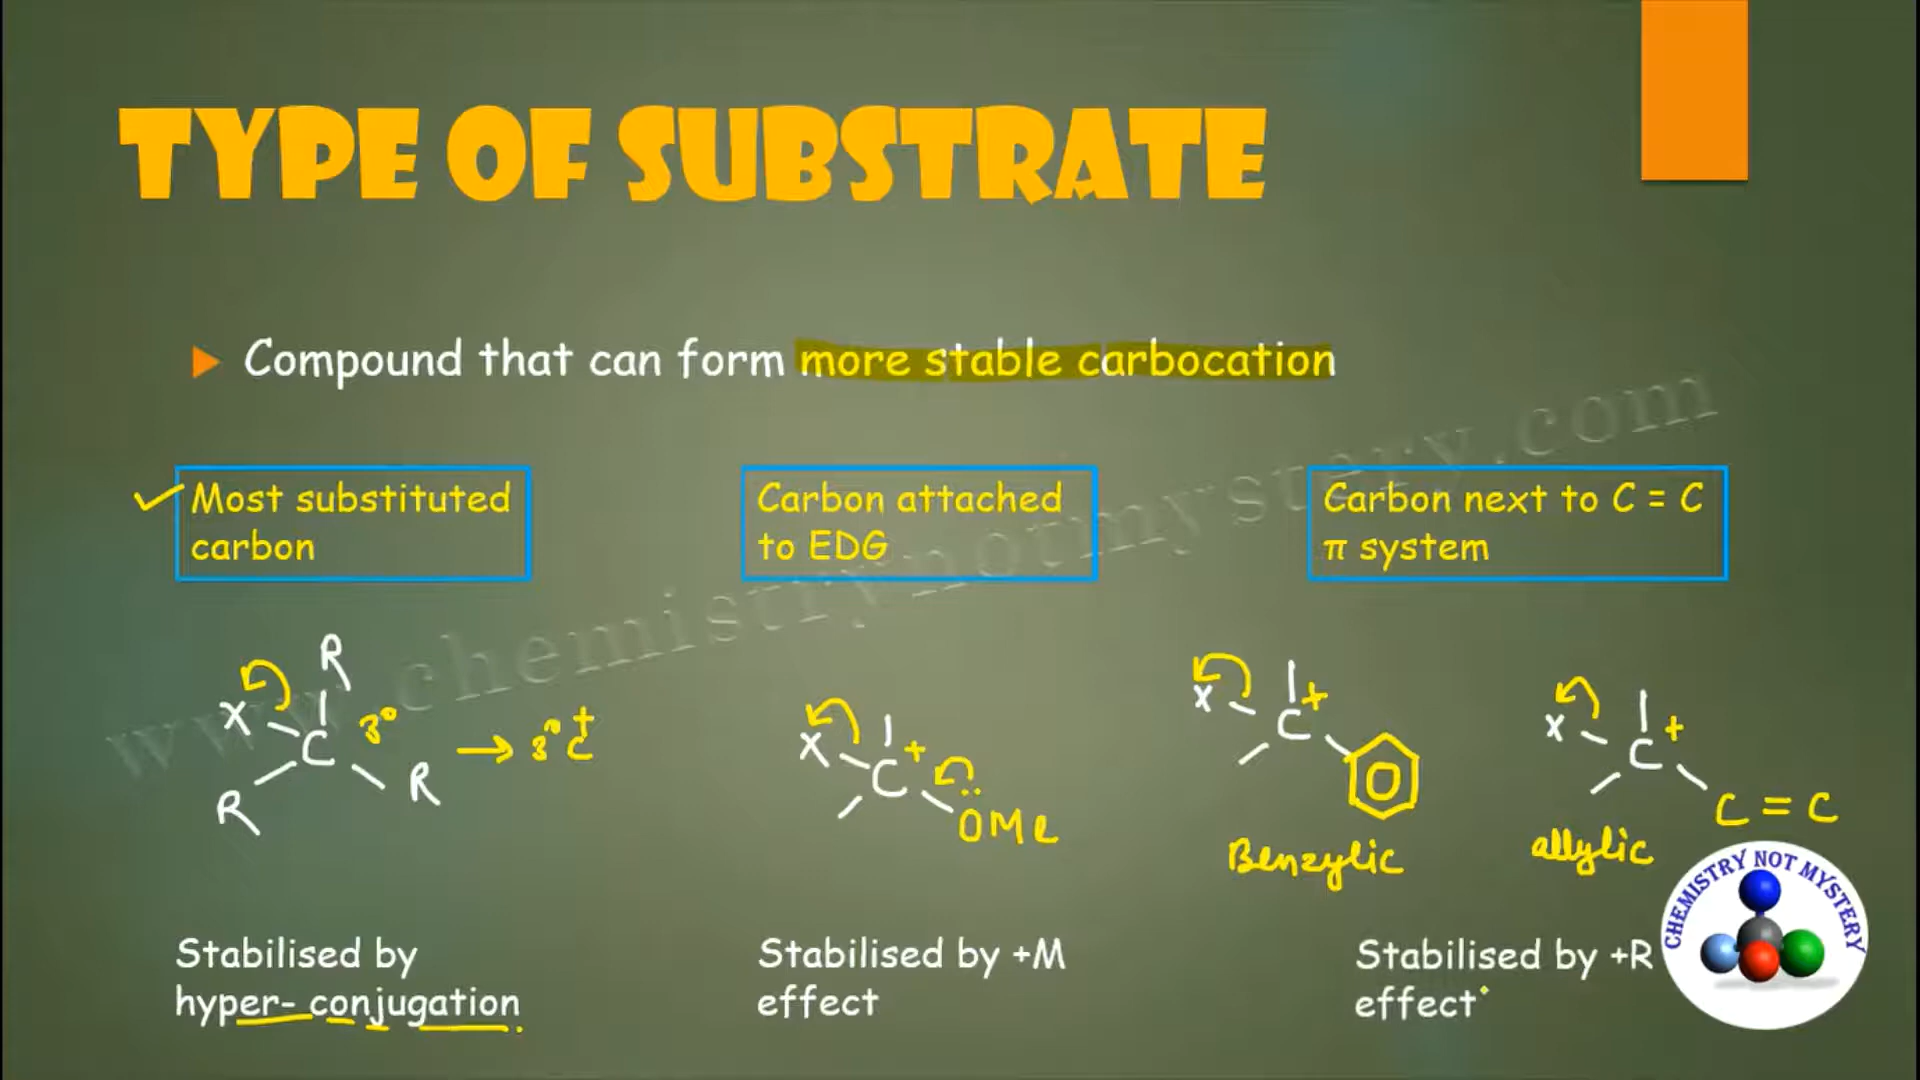 TYPE OF SUBSTRATE
Compound that can form more stable carbocation
Most substituted
carbon
Carbon attached
to EDG
Carbon next to C = C
π system
www.chemistrynotmystery.com
R
X
C
3°
→ 3° C+
R
R
X
C
+
OMe
X
C
+
Benzylic
X
C
+
C = C
allylic
Stabilised by
hyper- conjugation
Stabilised by +M
effect
Stabilised by +R
effect
CHEMISTRY NOT MYSTERY